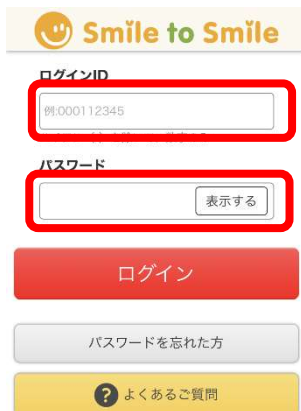 Smile to Smile
ログインID
例:000112345
パスワード
表示する
ログイン
パスワードを忘れた方
? よくあるご質問